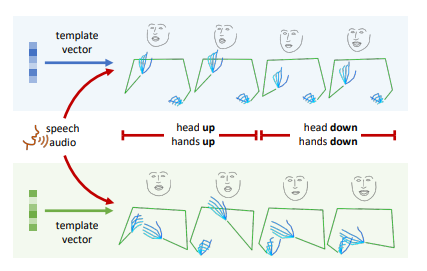 template
vector
speech
audio
head up
hands up
head down
hands down
template
vector